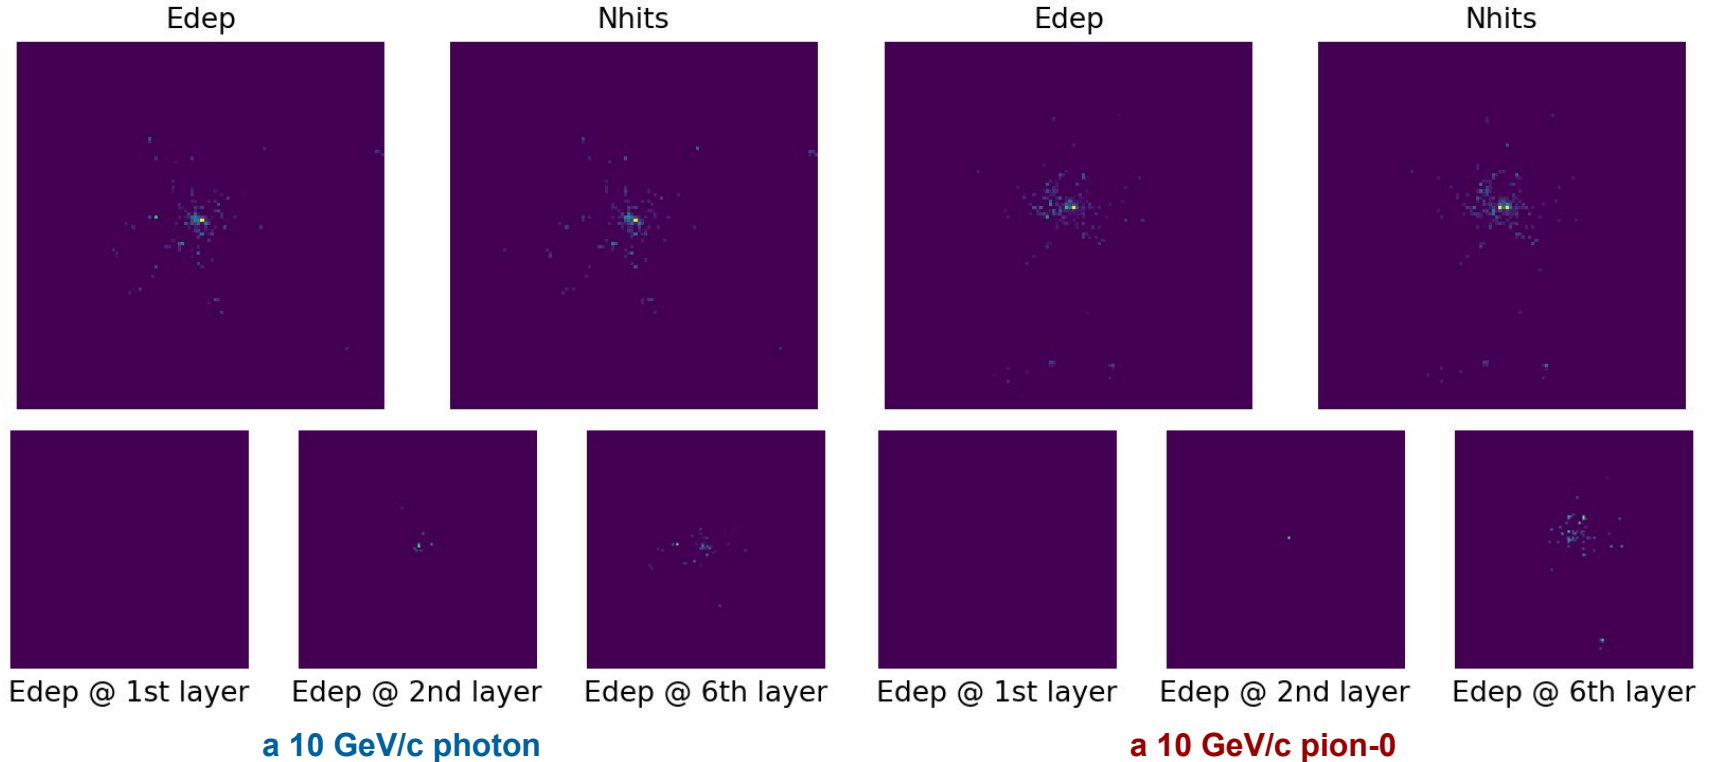 Edep Nhits Edep Nhits
Edep @ 1st layer Edep @ 2nd layer Edep @ 6th layer Edep @ 1st layer Edep @ 2nd layer Edep @ 6th layer
a 10 GeV/c photon a 10 GeV/c pion-0